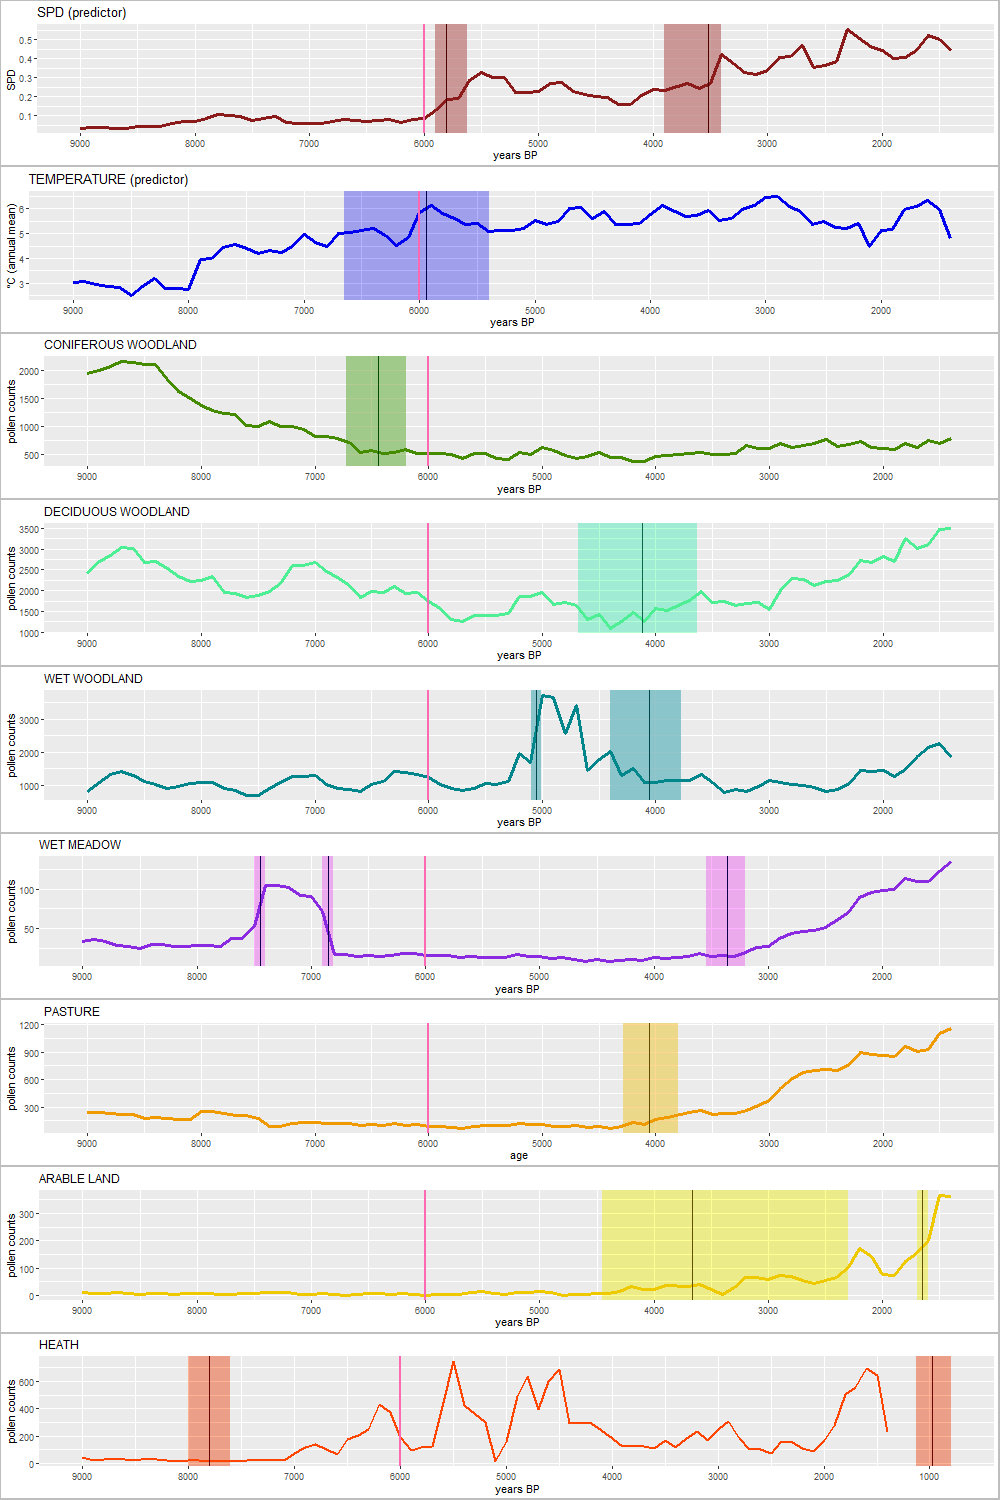 SPD (predictor)
SPD
0.5
0.4
0.3
0.2
0.1
9000 8000 7000 6000 5000 4000 3000 2000
years BP
TEMPERATURE (predictor)
°C (annual mean)
6
5
4
3
9000 8000 7000 6000 5000 4000 3000 2000
years BP
CONIFEROUS WOODLAND
pollen counts
2000
1500
1000
500
9000 8000 7000 6000 5000 4000 3000 2000
years BP
DECIDUOUS WOODLAND
pollen counts
3500
3000
2500
2000
1500
1000
9000 8000 7000 6000 5000 4000 3000 2000
years BP
WET WOODLAND
pollen counts
3000
2000
1000
9000 8000 7000 6000 5000 4000 3000 2000
years BP
WET MEADOW
pollen counts
100
50
9000 8000 7000 6000 5000 4000 3000 2000
years BP
PASTURE
pollen counts
1200
900
600
300
9000 8000 7000 6000 5000 4000 3000 2000
age
ARABLE LAND
pollen counts
300
200
100
0
9000 8000 7000 6000 5000 4000 3000 2000
years BP
HEATH
pollen counts
600
400
200
0
9000 8000 7000 6000 5000 4000 3000 2000 1000
years BP